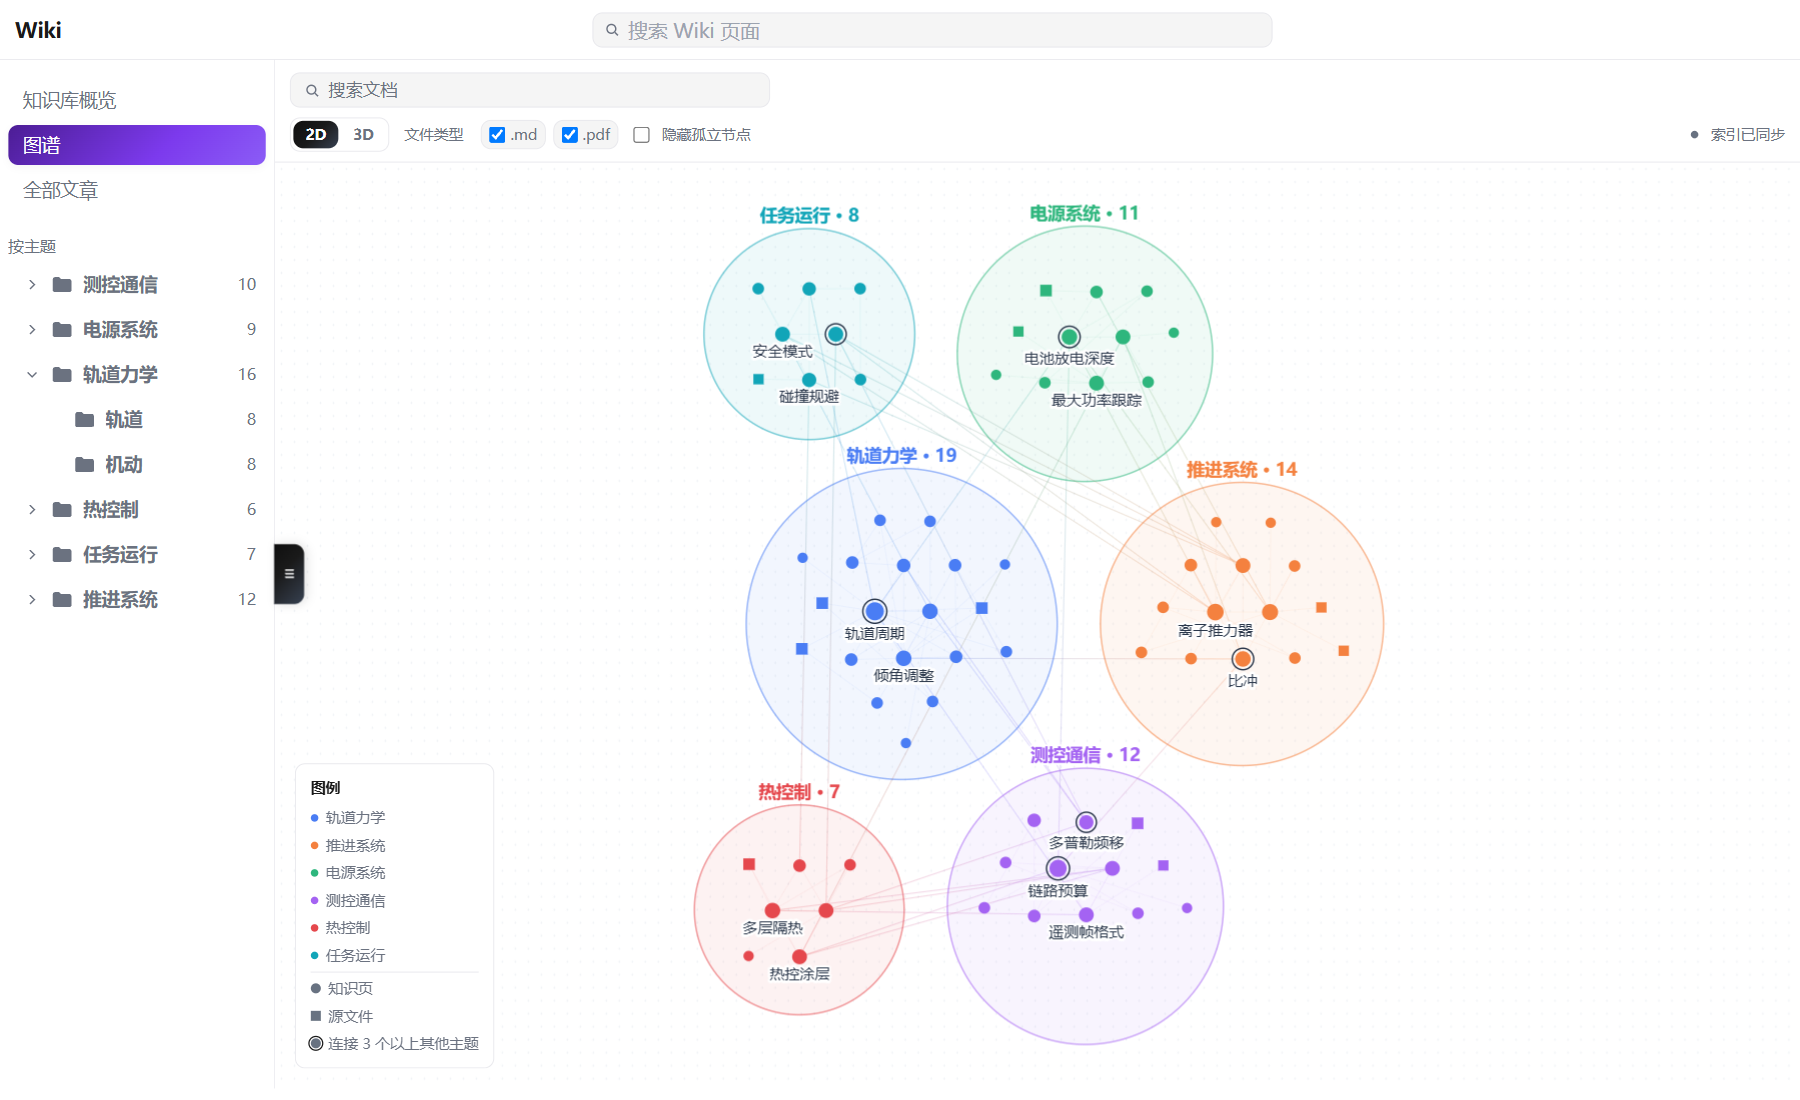 Wiki
搜索 Wiki 页面
知识库概览
图谱
全部文章
按主题
测控通信 10
电源系统 9
轨道力学 16
轨道 8
机动 8
热控制 6
任务运行 7
推进系统 12
搜索文档
2D 3D 文件类型 .md .pdf 隐藏孤立节点
索引已同步
任务运行 • 8
安全模式
碰撞规避
电源系统 • 11
电池放电深度
最大功率跟踪
轨道力学 • 19
轨道周期
倾角调整
推进系统 • 14
离子推力器
比冲
热控制 • 7
多层隔热
热控涂层
测控通信 • 12
多普勒频移
链路预算
遥测帧格式
图例
轨道力学
推进系统
电源系统
测控通信
热控制
任务运行
知识页
源文件
连接 3 个以上其他主题